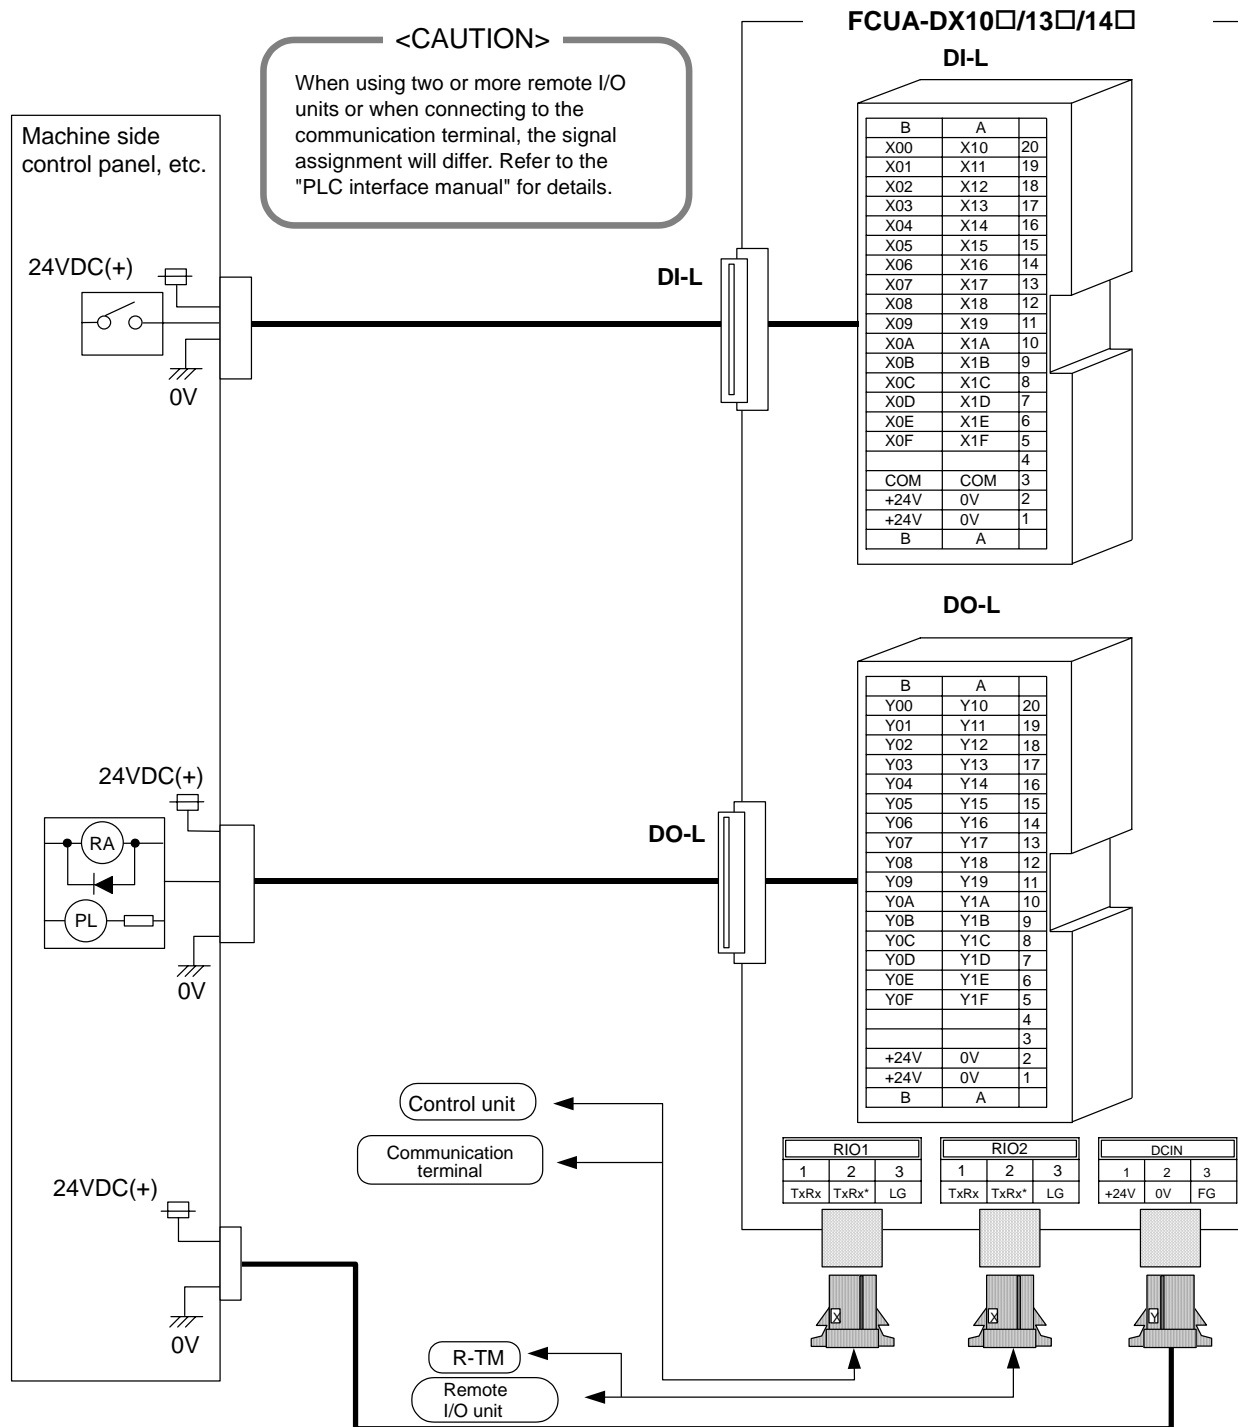 FCUA-DX10□/13□/14□
<CAUTION>
When using two or more remote I/O
units or when connecting to the
communication terminal, the signal
assignment will differ. Refer to the
"PLC interface manual" for details.
Machine side
control panel, etc.
24VDC(+)
0V
DI-L
DI-L
B A
X00 X10 20
X01 X11 19
X02 X12 18
X03 X13 17
X04 X14 16
X05 X15 15
X06 X16 14
X07 X17 13
X08 X18 12
X09 X19 11
X0A X1A 10
X0B X1B 9
X0C X1C 8
X0D X1D 7
X0E X1E 6
X0F X1F 5
4
COM COM 3
+24V 0V 2
+24V 0V 1
B A
24VDC(+)
RA
PL
0V
DO-L
DO-L
B A
Y00 Y10 20
Y01 Y11 19
Y02 Y12 18
Y03 Y13 17
Y04 Y14 16
Y05 Y15 15
Y06 Y16 14
Y07 Y17 13
Y08 Y18 12
Y09 Y19 11
Y0A Y1A 10
Y0B Y1B 9
Y0C Y1C 8
Y0D Y1D 7
Y0E Y1E 6
Y0F Y1F 5
4
3
+24V 0V 2
+24V 0V 1
B A
Control unit
Communication
terminal
RIO1
1 2 3
TxRx TxRx* LG
RIO2
1 2 3
TxRx TxRx* LG
DCIN
1 2 3
+24V 0V FG
24VDC(+)
0V
X
X
Y
R-TM
Remote
I/O unit